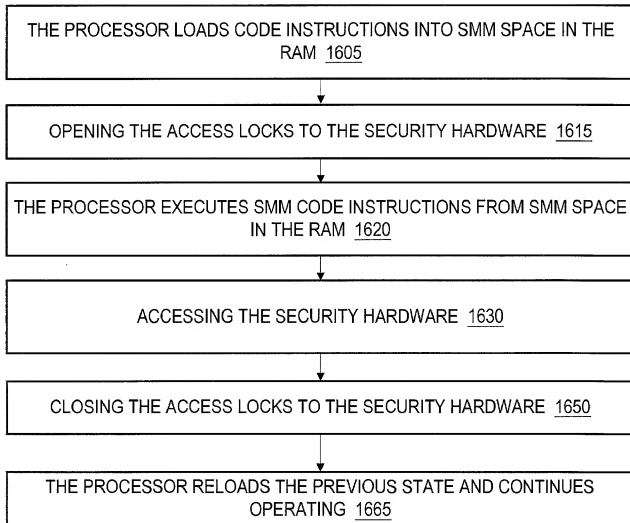 THE PROCESSOR LOADS CODE INSTRUCTIONS INTO SMM SPACE IN THE
RAM 1605
OPENING THE ACCESS LOCKS TO THE SECURITY HARDWARE 1615
THE PROCESSOR EXECUTES SMM CODE INSTRUCTIONS FROM SMM SPACE
IN THE RAM 1620
ACCESSING THE SECURITY HARDWARE 1630
CLOSING THE ACCESS LOCKS TO THE SECURITY HARDWARE 1650
THE PROCESSOR RELOADS THE PREVIOUS STATE AND CONTINUES
OPERATING 1665